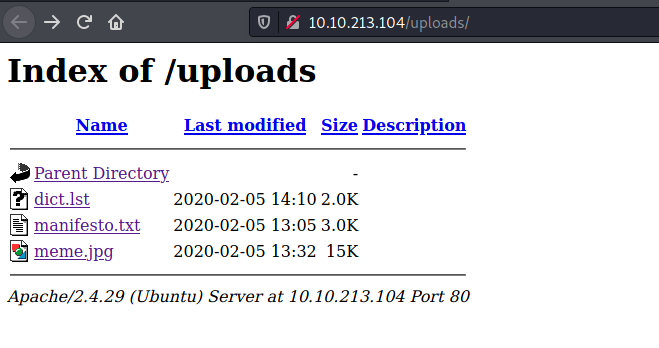 10.10.213.104/uploads/
Index of /uploads
Name Last modified Size Description
Parent Directory -
dict.lst 2020-02-05 14:10 2.0K
manifesto.txt 2020-02-05 13:05 3.0K
meme.jpg 2020-02-05 13:32 15K
Apache/2.4.29 (Ubuntu) Server at 10.10.213.104 Port 80